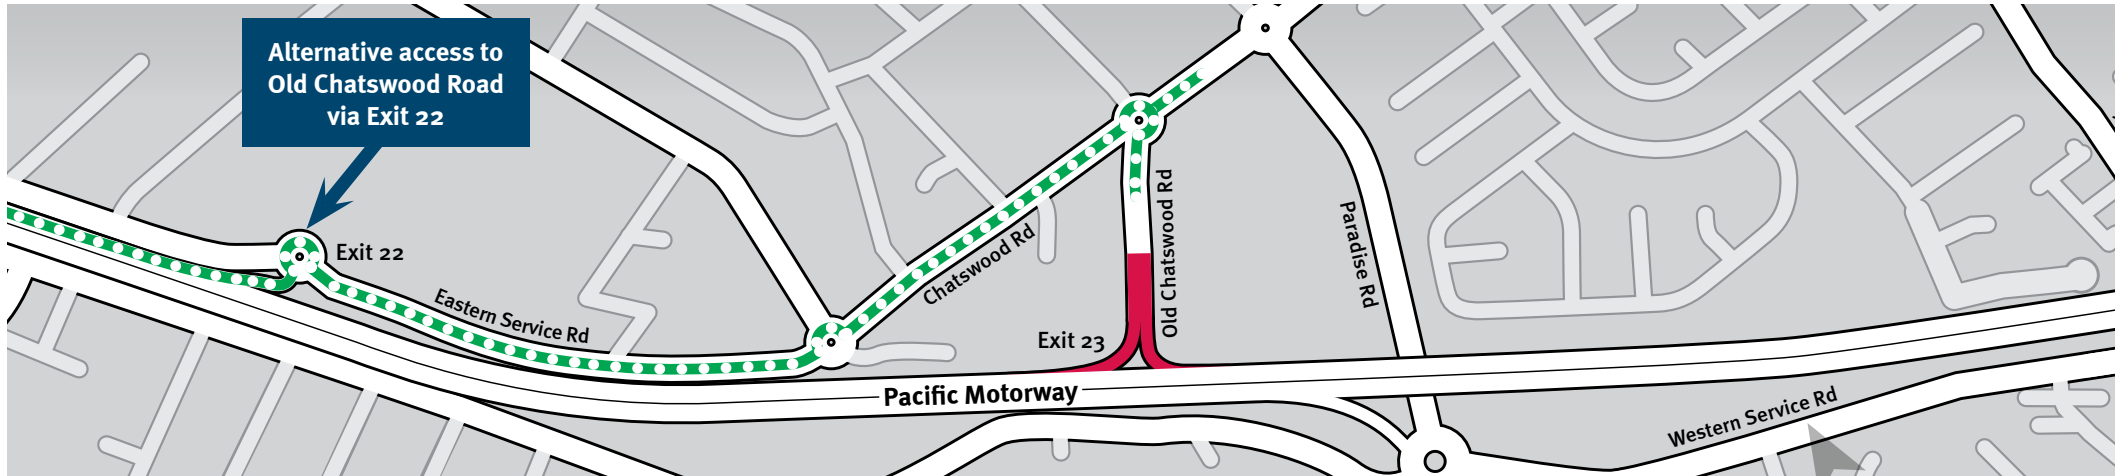 Alternative access to
Old Chatswood Road
via Exit 22
Exit 22
Eastern Service Rd
Chatswood Rd
Old Chatswood Rd
Exit 23
Paradise Rd
Pacific Motorway
Western Service Rd